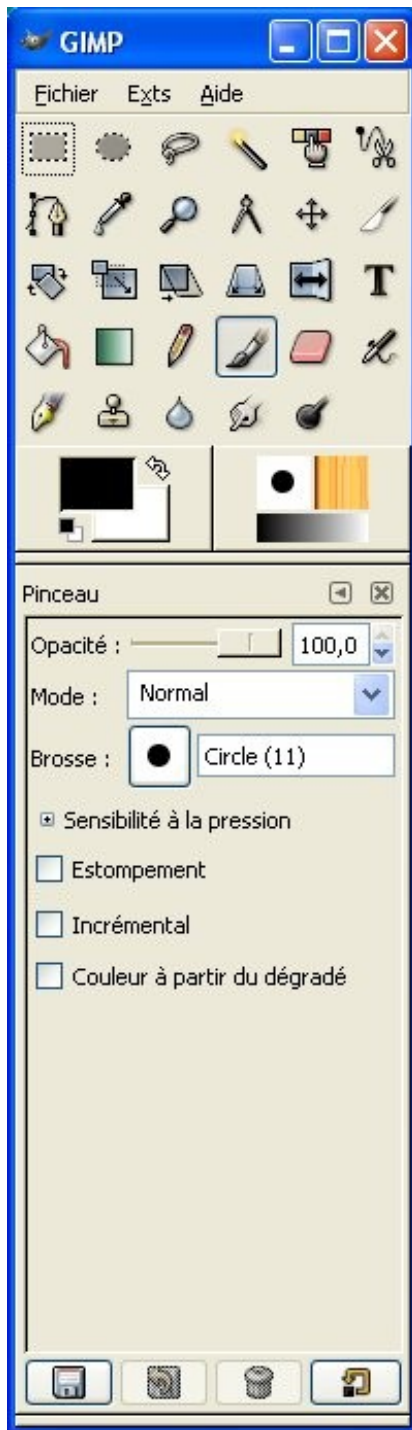 GIMP
Fichier Exts Aide
T
Pinceau
Opacité : 100,0
Mode : Normal
Brosse : Circle (11)
Sensibilité à la pression
Estompement
Incrémental
Couleur à partir du dégradé